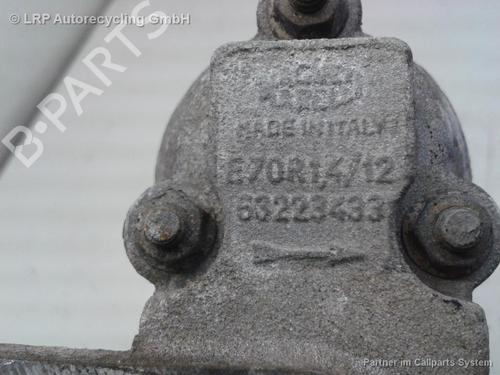 © LRP Autorecycling GmbH
B-PARTS
MADE IN ITALY
E70R1,4/12
63223433
Partner im Callparts System